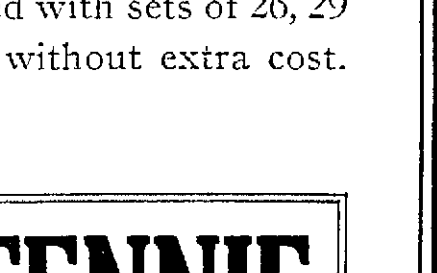 with sets of 26, 29
without extra cost.